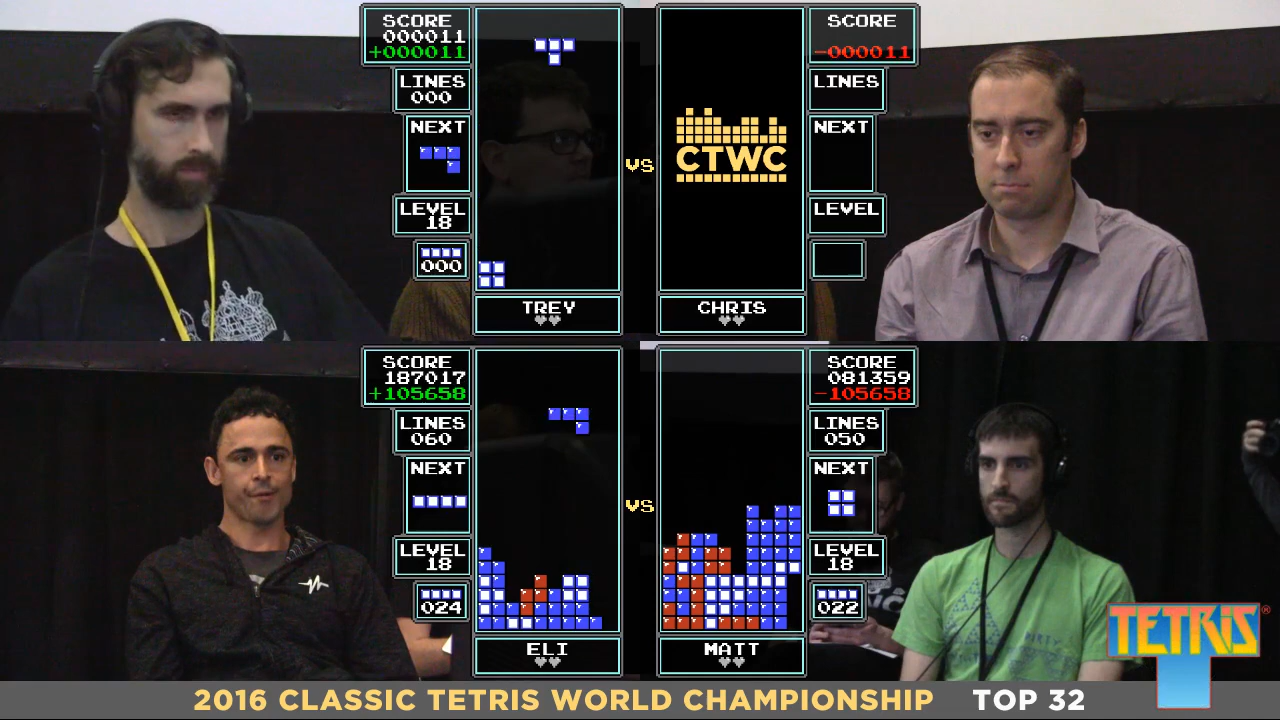 SCORE
000011
+000011
LINES
000
NEXT
LEVEL
18
000
TREY
VS
CTWC
SCORE
-000011
LINES
NEXT
LEVEL
CHRIS
SCORE
187017
+105658
LINES
060
NEXT
LEVEL
18
024
ELI
VS
SCORE
081359
-105658
LINES
050
NEXT
LEVEL
18
022
MATT
TETRIS®
2016 CLASSIC TETRIS WORLD CHAMPIONSHIP TOP 32